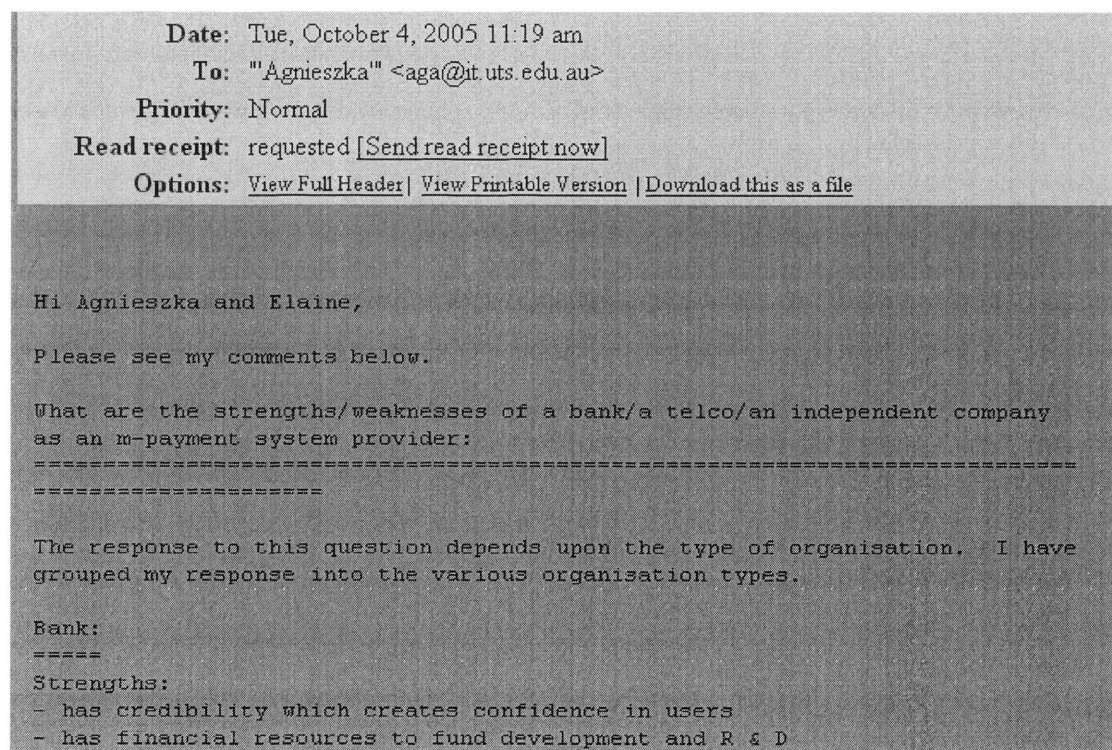 Date: Tue, October 4, 2005 11:19 am
To: "'Agnieszka'" <aga@it.uts.edu.au>
Priority: Normal
Read receipt: requested [Send read receipt now]
Options: View Full Header | View Printable Version | Download this as a file
Hi Agnieszka and Elaine,
Please see my comments below.
What are the strengths/weaknesses of a bank/a telco/an independent company
as an m-payment system provider:
============================================================================
=====================
The response to this question depends upon the type of organisation. I have
grouped my response into the various organisation types.
Bank:
=====
Strengths:
- has credibility which creates confidence in users
- has financial resources to fund development and R & D